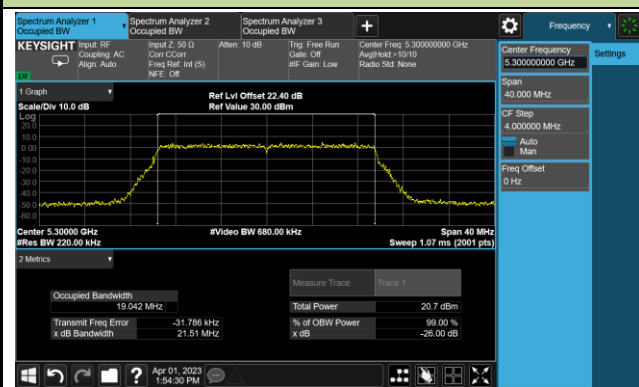 Spectrum Analyzer 1
Occupied BW
Spectrum Analyzer 2
Occupied BW
Spectrum Analyzer 3
Occupied BW
+
Frequency
KEYSIGHT
Input: RF
Coupling: AC
Align: Auto
Input Z: 50 Ω
Corr CCorr
Freq Ref: Int (S)
NFE: Off
Atten: 10 dB
Trig: Free Run
Gate: Off
#IF Gain: Low
Center Freq: 5.300000000 GHz
Avg|Hold:>10/10
Radio Std: None
LXI
Center Frequency
5.300000000 GHz
Settings
Span
40.000 MHz
CF Step
4.000000 MHz
Auto
Man
Freq Offset
0 Hz
1 Graph
Scale/Div 10.0 dB
Ref Lvl Offset 22.40 dB
Ref Value 30.00 dBm
Log
20.0
10.0
0.00
-10.0
-20.0
-30.0
-40.0
-50.0
-60.0
Center 5.30000 GHz
#Video BW 680.00 kHz
Span 40 MHz
#Res BW 220.00 kHz
Sweep 1.07 ms (2001 pts)
2 Metrics
Measure Trace
Trace 1
Occupied Bandwidth
19.042 MHz
Total Power
20.7 dBm
Transmit Freq Error
-31.786 kHz
% of OBW Power
99.00 %
x dB Bandwidth
21.51 MHz
x dB
-26.00 dB
?
Apr 01, 2023
1:54:30 PM